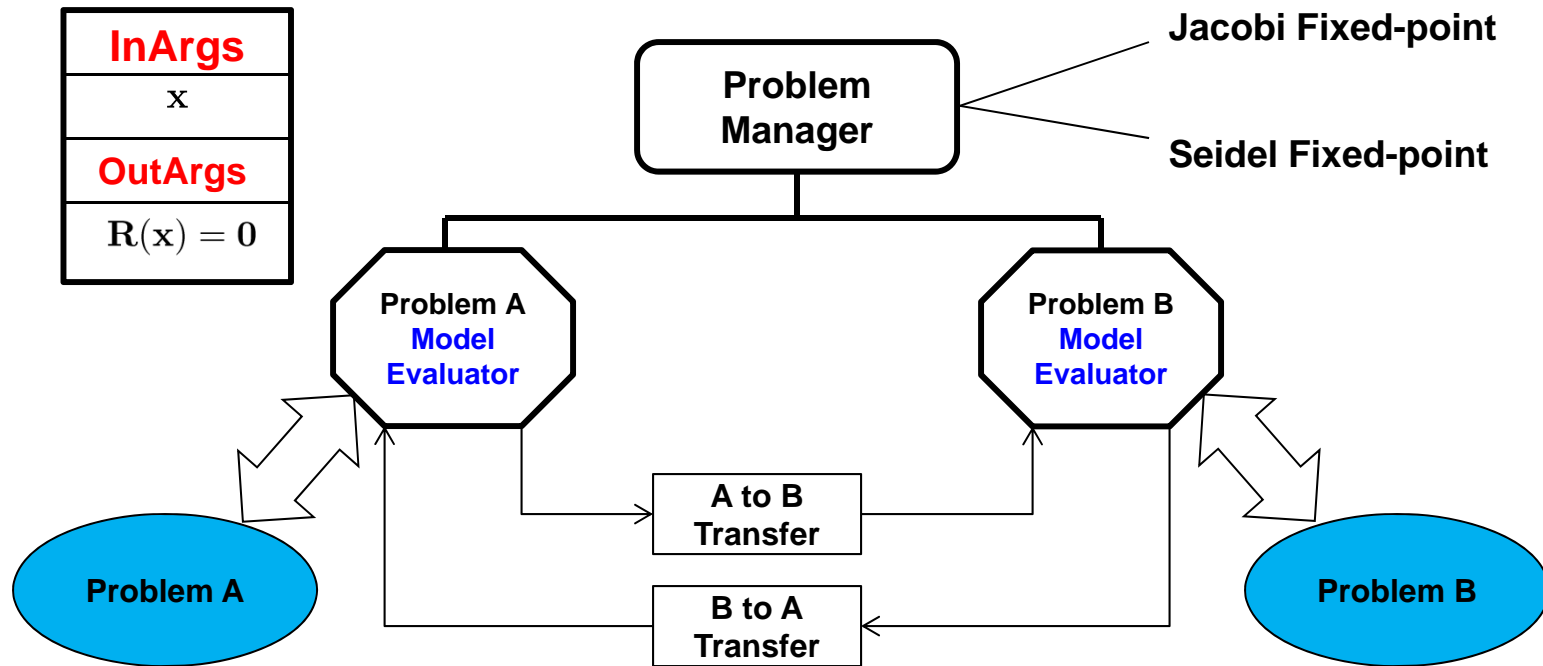 InArgs
x
OutArgs
R(x) = 0
Problem
Manager
Jacobi Fixed-point
Seidel Fixed-point
Problem A
Model
Evaluator
Problem B
Model
Evaluator
A to B
Transfer
B to A
Transfer
Problem A
Problem B